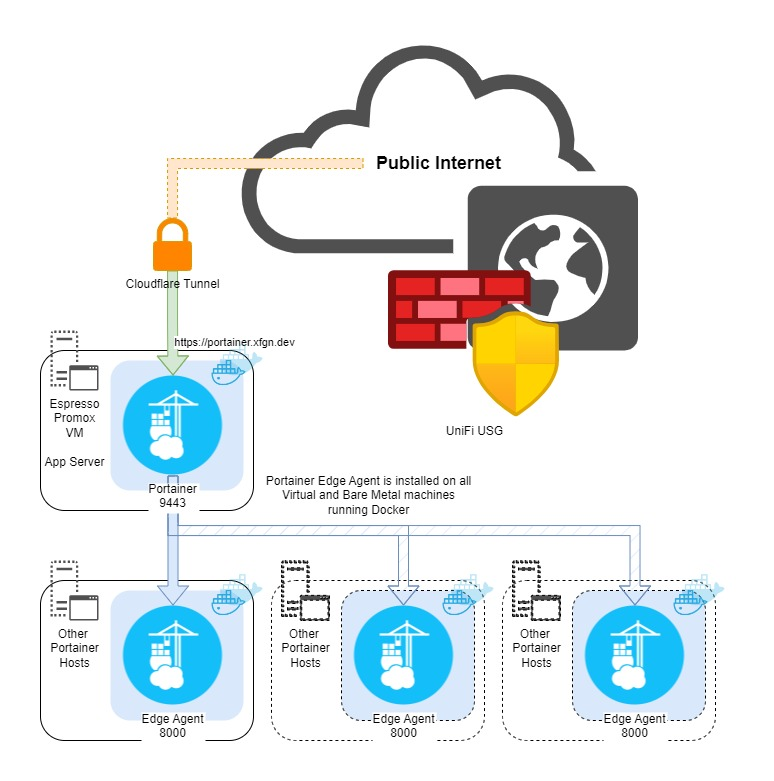 Public Internet
Cloudflare Tunnel
https://portainer.xfgn.dev
UniFi USG
Espresso
Promox
VM
App Server
Portainer
9443
Portainer Edge Agent is installed on all
Virtual and Bare Metal machines
running Docker
Other
Portainer
Hosts
Edge Agent
8000
Other
Portainer
Hosts
Edge Agent
8000
Other
Portainer
Hosts
Edge Agent
8000